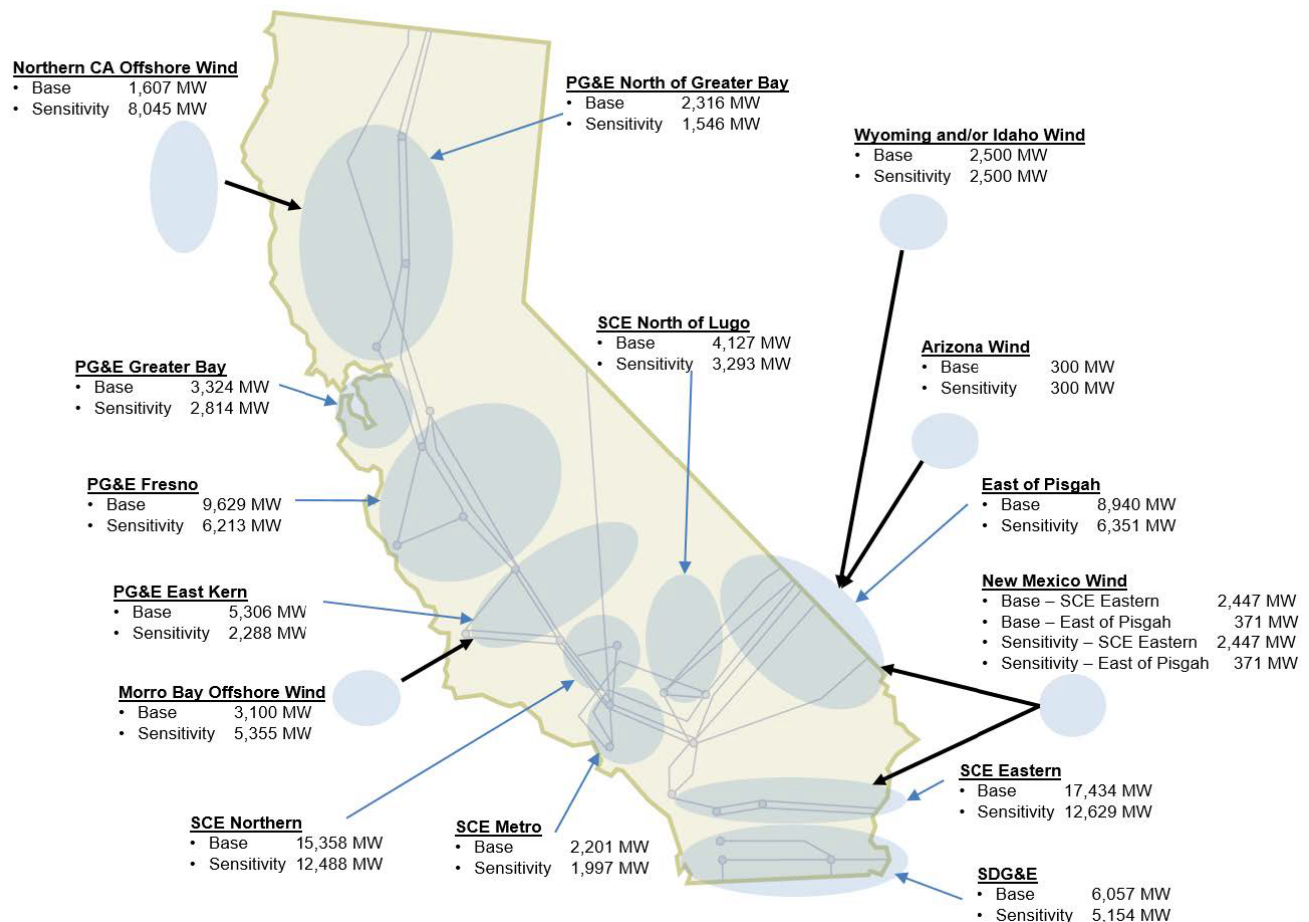 Northern CA Offshore Wind
• Base 1,607 MW
• Sensitivity 8,045 MW
PG&E North of Greater Bay
• Base 2,316 MW
• Sensitivity 1,546 MW
Wyoming and/or Idaho Wind
• Base 2,500 MW
• Sensitivity 2,500 MW
SCE North of Lugo
• Base 4,127 MW
• Sensitivity 3,293 MW
Arizona Wind
• Base 300 MW
• Sensitivity 300 MW
PG&E Greater Bay
• Base 3,324 MW
• Sensitivity 2,814 MW
PG&E Fresno
• Base 9,629 MW
• Sensitivity 6,213 MW
East of Pisgah
• Base 8,940 MW
• Sensitivity 6,351 MW
PG&E East Kern
• Base 5,306 MW
• Sensitivity 2,288 MW
New Mexico Wind
• Base – SCE Eastern 2,447 MW
• Base – East of Pisgah 371 MW
• Sensitivity – SCE Eastern 2,447 MW
• Sensitivity – East of Pisgah 371 MW
Morro Bay Offshore Wind
• Base 3,100 MW
• Sensitivity 5,355 MW
SCE Eastern
• Base 17,434 MW
• Sensitivity 12,629 MW
SCE Northern
• Base 15,358 MW
• Sensitivity 12,488 MW
SCE Metro
• Base 2,201 MW
• Sensitivity 1,997 MW
SDG&E
• Base 6,057 MW
• Sensitivity 5,154 MW